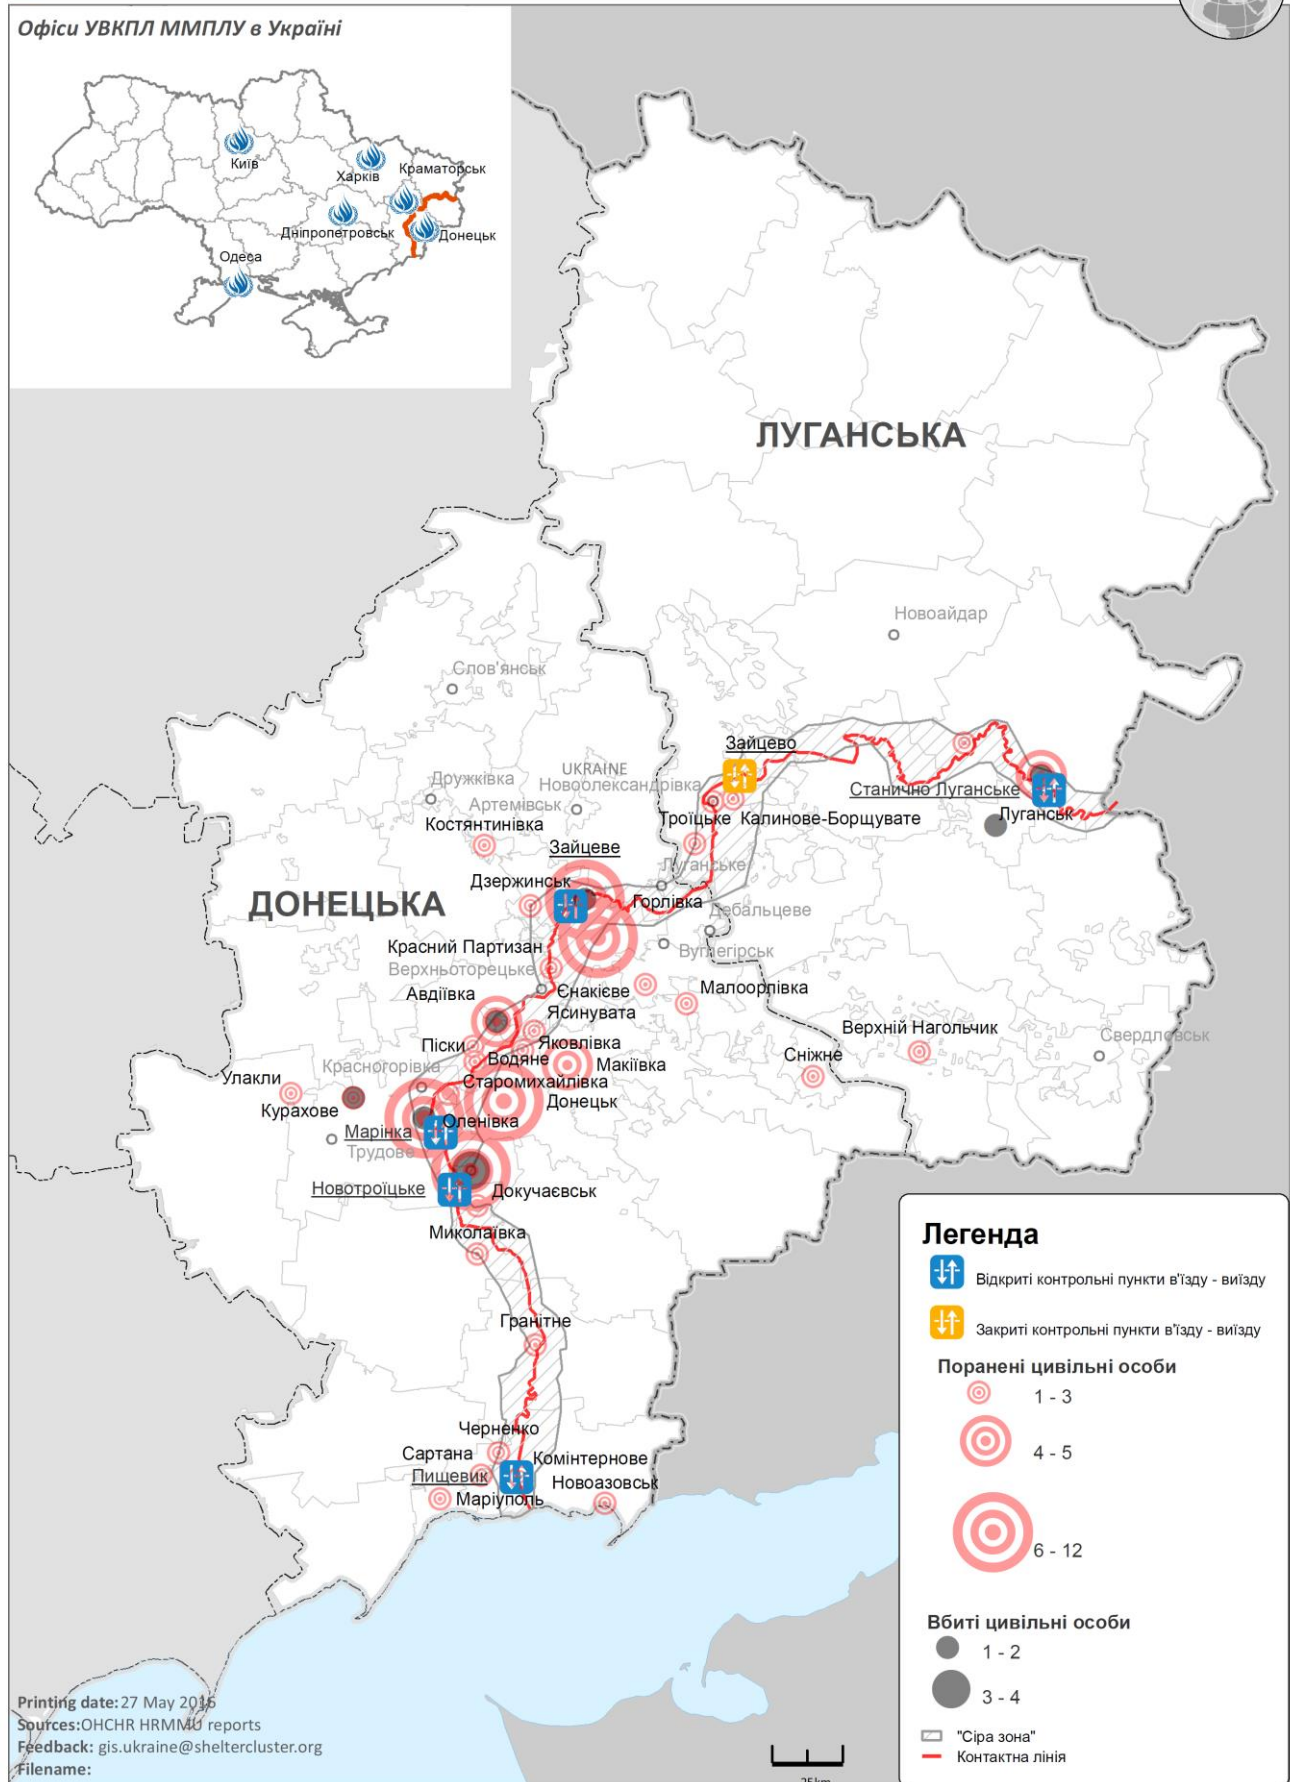 Офіси УВКПЛ ММПЛУ в Україні
Київ
Харків
Краматорськ
Дніпропетровськ
Донецьк
Одеса
ЛУГАНСЬКА
Новоайдар
Слов'янськ
Зайцево
UKRAINE
Дружківка
Новоолександрівка
Станично Луганське
Артемівськ
Костянтинівка
Троїцьке
Калинове-Борщувате
Луганськ
Зайцеве
Луганське
Дзержинськ
ДОНЕЦЬКА
Горлівка
Дебальцеве
Красний Партизан
Вуглегірськ
Верхньоторецьке
Авдіївка
Єнакієве
Малоорлівка
Ясинувата
Верхній Нагольчик
Свердловськ
Піски
Яковлівка
Водяне
Сніжне
Красногорівка
Макіївка
Улакли
Старомихайлівка
Курахове
Донецьк
Оленівка
Марінка
Трудове
Новотроїцьке
Докучаєвськ
Миколаївка
Гранітне
Черненко
Сартана
Комінтернове
Пищевик
Новоазовськ
Маріуполь
Легенда
Відкриті контрольні пункти в'їзду - виїзду
Закриті контрольні пункти в'їзду - виїзду
Поранені цивільні особи
1 - 3
4 - 5
6 - 12
Вбиті цивільні особи
1 - 2
3 - 4
"Сіра зона"
Контактна лінія
Printing date: 27 May 2016
Sources:OHCHR HRMMU reports
Feedback: gis.ukraine@sheltercluster.org
Filename:
25km